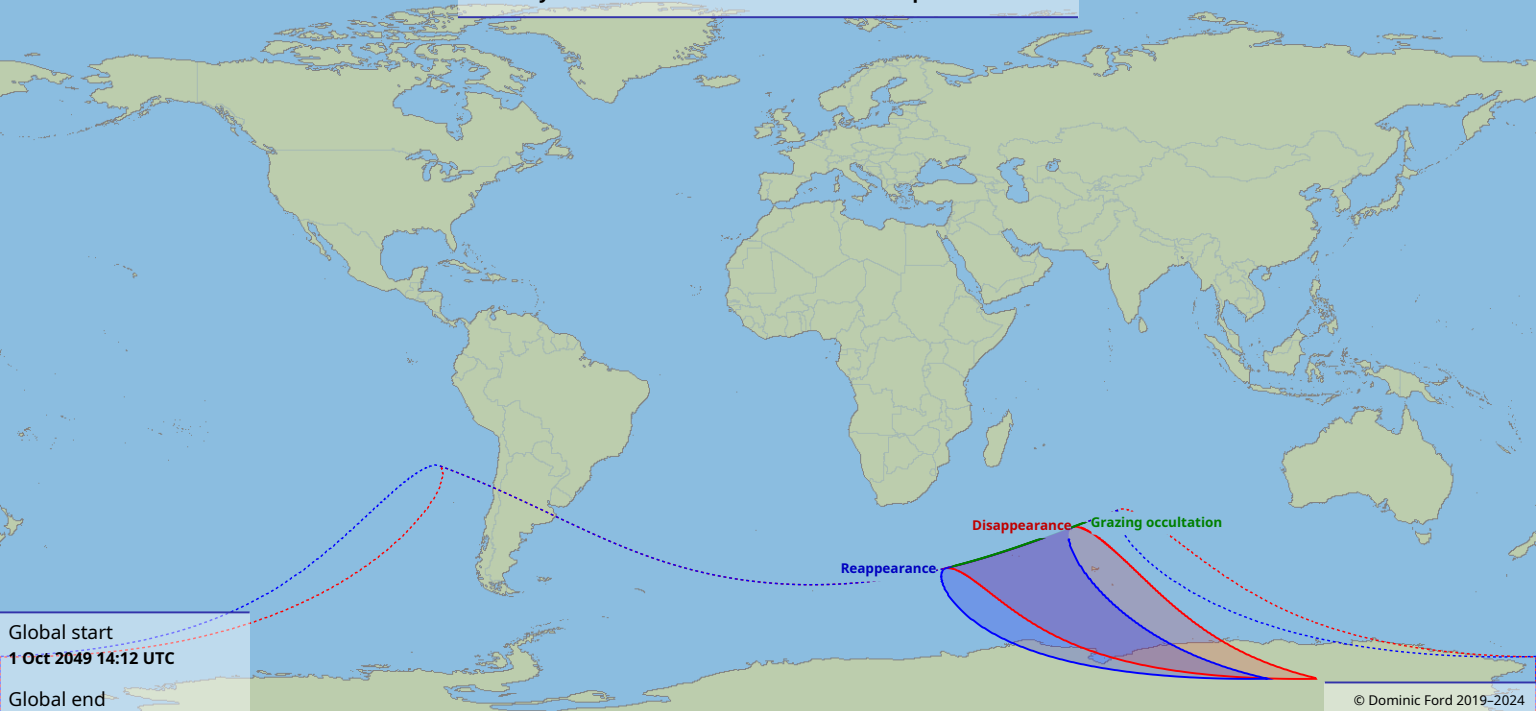 Disappearance
Grazing occultation
Reappearance
Global start
1 Oct 2049 14:12 UTC
Global end
© Dominic Ford 2019–2024